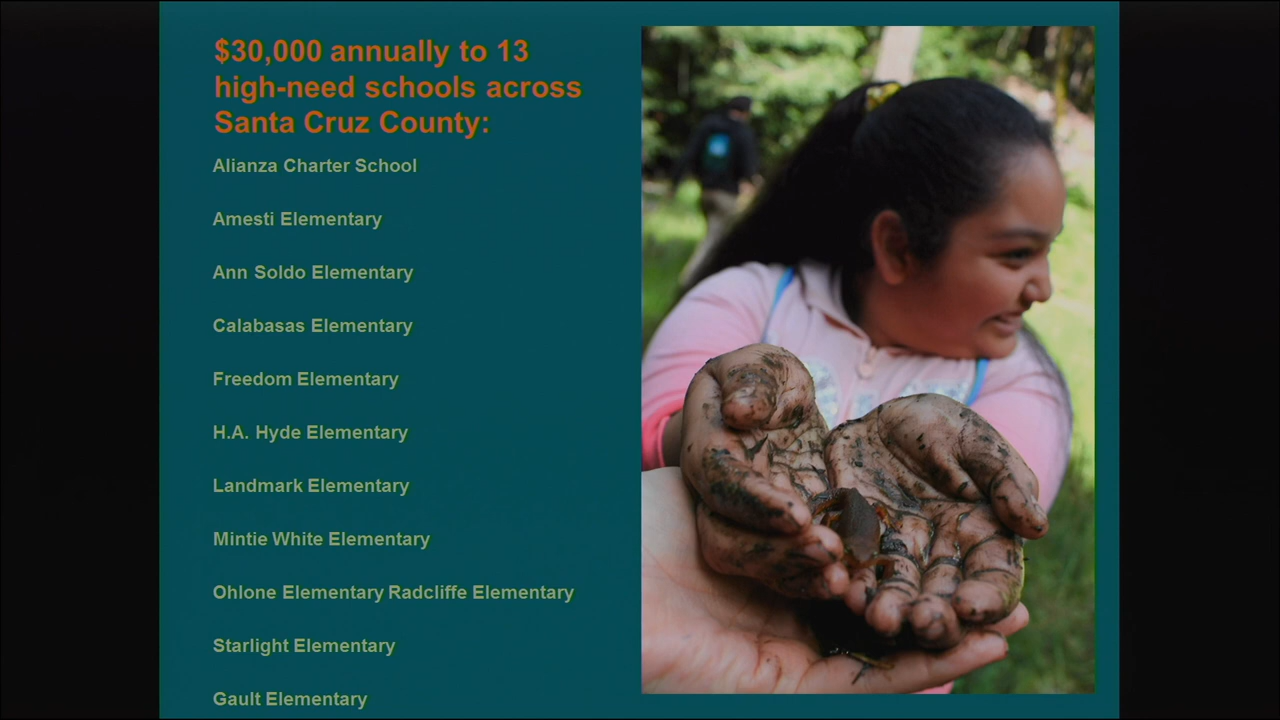 $30,000 annually to 13
high-need schools across
Santa Cruz County:
Alianza Charter School
Amesti Elementary
Ann Soldo Elementary
Calabasas Elementary
Freedom Elementary
H.A. Hyde Elementary
Landmark Elementary
Mintie White Elementary
Ohlone Elementary Radcliffe Elementary
Starlight Elementary
Gault Elementary